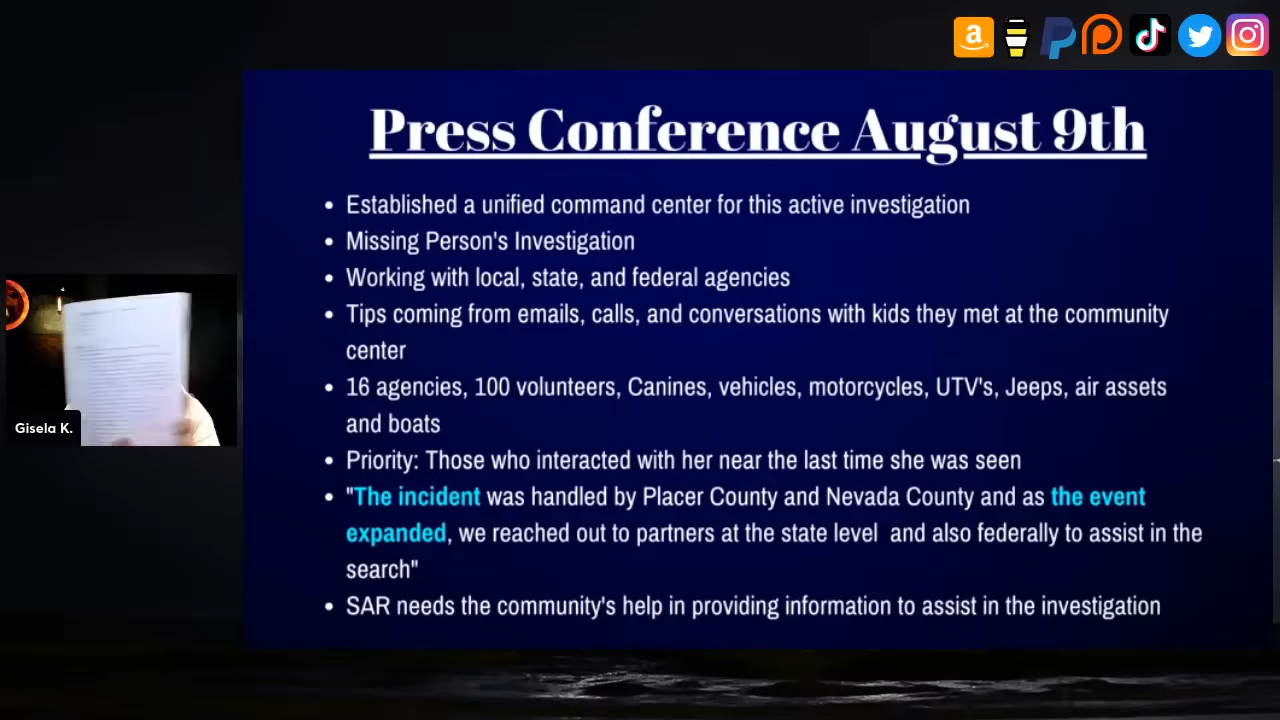 Press Conference August 9th
• Established a unified command center for this active investigation
• Missing Person's Investigation
• Working with local, state, and federal agencies
• Tips coming from emails, calls, and conversations with kids they met at the community
center
• 16 agencies, 100 volunteers, Canines, vehicles, motorcycles, UTV's, Jeeps, air assets
and boats
• Priority: Those who interacted with her near the last time she was seen
• "The incident was handled by Placer County and Nevada County and as the event
expanded, we reached out to partners at the state level and also federally to assist in the
search"
• SAR needs the community's help in providing information to assist in the investigation
Gisela K.